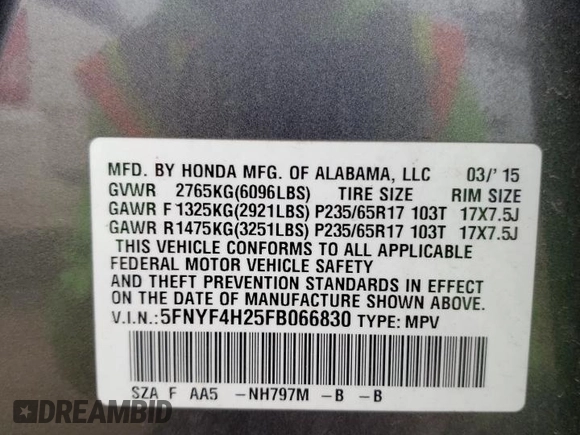 MFD. BY HONDA MFG. OF ALABAMA, LLC 03/'15
GVWR 2765KG(6096LBS) TIRE SIZE RIM SIZE
GAWR F 1325KG(2921LBS) P235/65R17 103T 17X7.5J
GAWR R 1475KG(3251LBS) P235/65R17 103T 17X7.5J
THIS VEHICLE CONFORMS TO ALL APPLICABLE
FEDERAL MOTOR VEHICLE SAFETY
AND THEFT PREVENTION STANDARDS IN EFFECT
ON THE DATE OF MANUFACTURE SHOWN ABOVE.
V.I.N.:5FNYF4H25FB066830 TYPE: MPV
SZA F AA5 -NH797M -B -B
DREAMBID